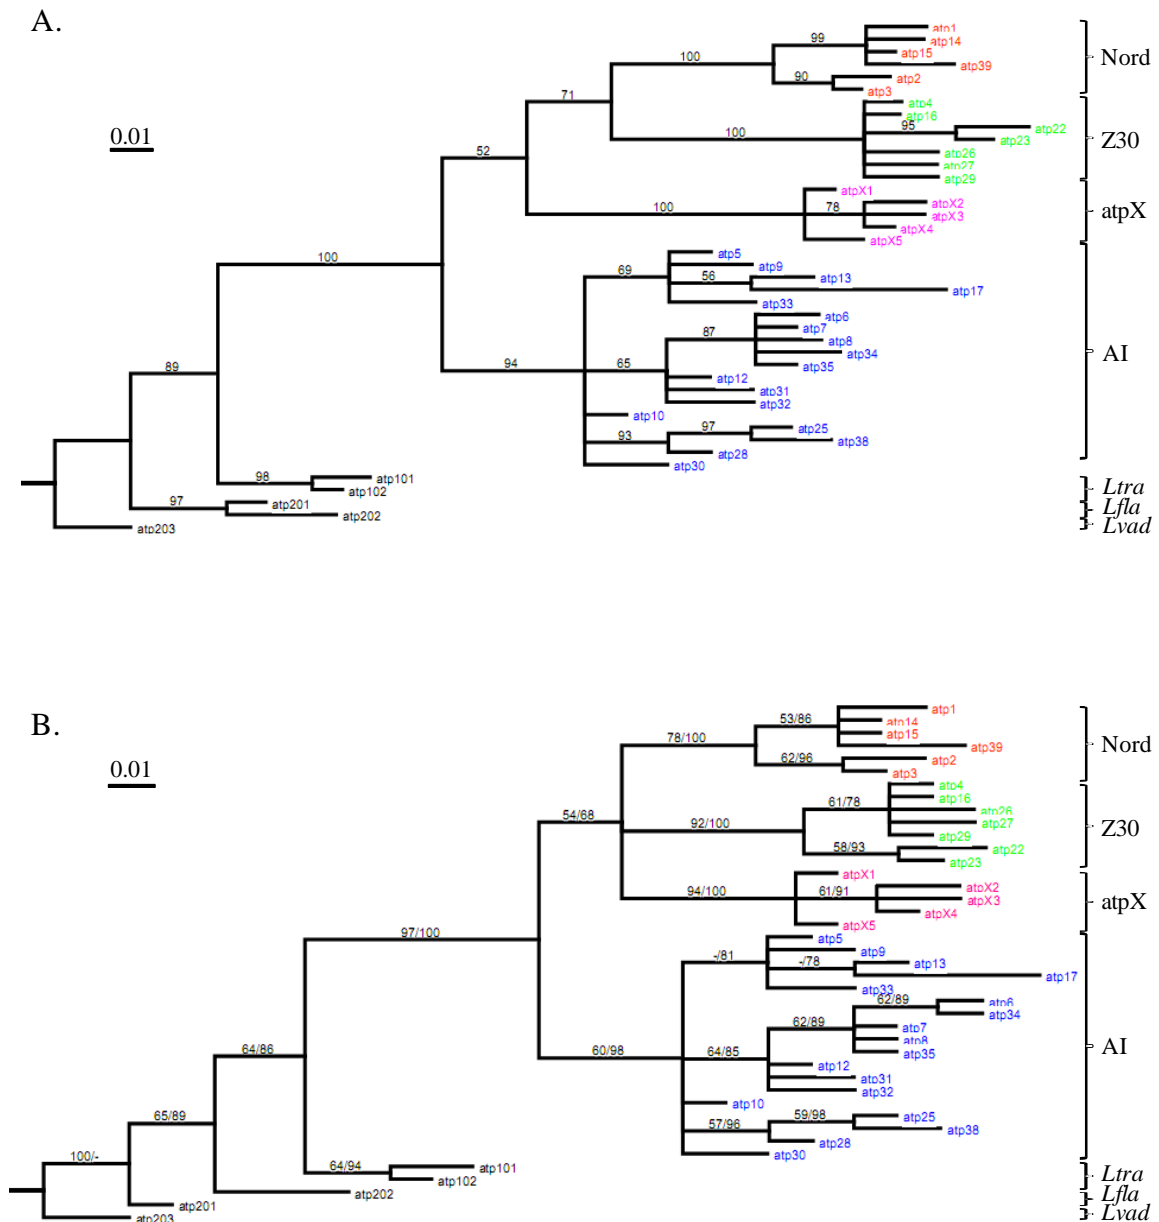 A.
99
atp1
atp14
atp15
atp39
100
90
atp2
atp3
Nord
71
0.01
atp4
atp16
100
95
atp22
atp23
atp26
atp27
atp29
Z30
52
atpX1
100
78
atpX2
atpX3
atpX4
atpX5
atpX
100
atp5
69
atp9
56
atp13
atp17
atp33
atp6
87
atp7
atp8
atp34
atp35
AI
94
65
atp12
atp31
atp32
89
atp10
97
atp25
93
atp38
atp28
atp30
98
atp101
atp102
Ltra
97
atp201
atp202
Lfla
atp203
Lvad
B.
53/86
atp1
atp14
atp15
atp39
78/100
62/96
atp2
atp3
Nord
0.01
atp4
61/78
atp16
atp26
atp27
atp29
54/68
92/100
58/93
atp22
atp23
Z30
atpX1
94/100
61/91
atpX2
atpX3
atpX4
atpX5
atpX
97/100
atp5
-/81
atp9
-/78
atp13
atp17
atp33
62/89
atp6
atp34
62/89
atp7
atp8
atp35
AI
64/86
60/98
64/85
atp12
atp31
atp32
atp10
59/98
atp25
57/96
atp38
atp28
atp30
65/89
64/94
atp101
atp102
Ltra
100/-
atp202
atp201
Lfla
atp203
Lvad